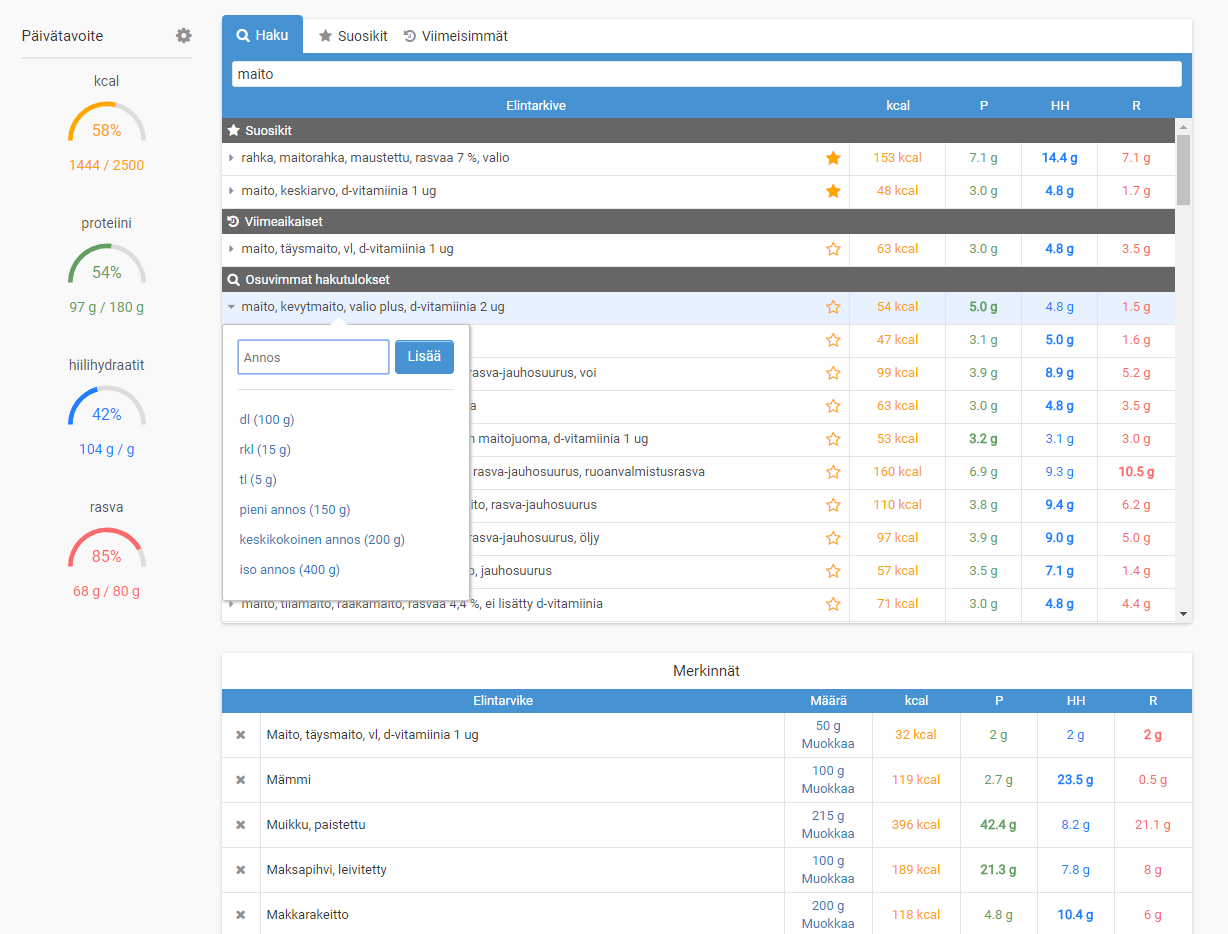 Päivätavoite
kcal
58%
1444 / 2500
proteiini
54%
97 g / 180 g
hiilihydraatit
42%
104 g / g
rasva
85%
68 g / 80 g
Haku Suosikit Viimeisimmät
maito
Elintarkive kcal P HH R
Suosikit
rahka, maitorahka, maustettu, rasvaa 7 %, valio 153 kcal 7.1 g 14.4 g 7.1 g
maito, keskiarvo, d-vitamiinia 1 ug 48 kcal 3.0 g 4.8 g 1.7 g
Viimeaikaiset
maito, täysmaito, vl, d-vitamiinia 1 ug 63 kcal 3.0 g 4.8 g 3.5 g
Osuvimmat hakutulokset
maito, kevytmaito, valio plus, d-vitamiinia 2 ug 54 kcal 5.0 g 4.8 g 1.5 g
47 kcal 3.1 g 5.0 g 1.6 g
rasva-jauhosuurus, voi 99 kcal 3.9 g 8.9 g 5.2 g
63 kcal 3.0 g 4.8 g 3.5 g
maitojuoma, d-vitamiinia 1 ug 53 kcal 3.2 g 3.1 g 3.0 g
rasva-jauhosuurus, ruoanvalmistusrasva 160 kcal 6.9 g 9.3 g 10.5 g
rasva-jauhosuurus 110 kcal 3.8 g 9.4 g 6.2 g
rasva-jauhosuurus, öljy 97 kcal 3.9 g 9.0 g 5.0 g
jauhosuurus 57 kcal 3.5 g 7.1 g 1.4 g
maito, tilamaito, raakamaito, rasvaa 4,4 %, ei lisätty d-vitamiinia 71 kcal 3.0 g 4.8 g 4.4 g
Annos Lisää
dl (100 g)
rkl (15 g)
tl (5 g)
pieni annos (150 g)
keskikokoinen annos (200 g)
iso annos (400 g)
Merkinnät
Elintarvike Määrä kcal P HH R
Maito, täysmaito, vl, d-vitamiinia 1 ug 50 g Muokkaa 32 kcal 2 g 2 g 2 g
Mämmi 100 g Muokkaa 119 kcal 2.7 g 23.5 g 0.5 g
Muikku, paistettu 215 g Muokkaa 396 kcal 42.4 g 8.2 g 21.1 g
Maksapihvi, leivitetty 100 g Muokkaa 189 kcal 21.3 g 7.8 g 8 g
Makkarakeitto 200 g Muokkaa 118 kcal 4.8 g 10.4 g 6 g